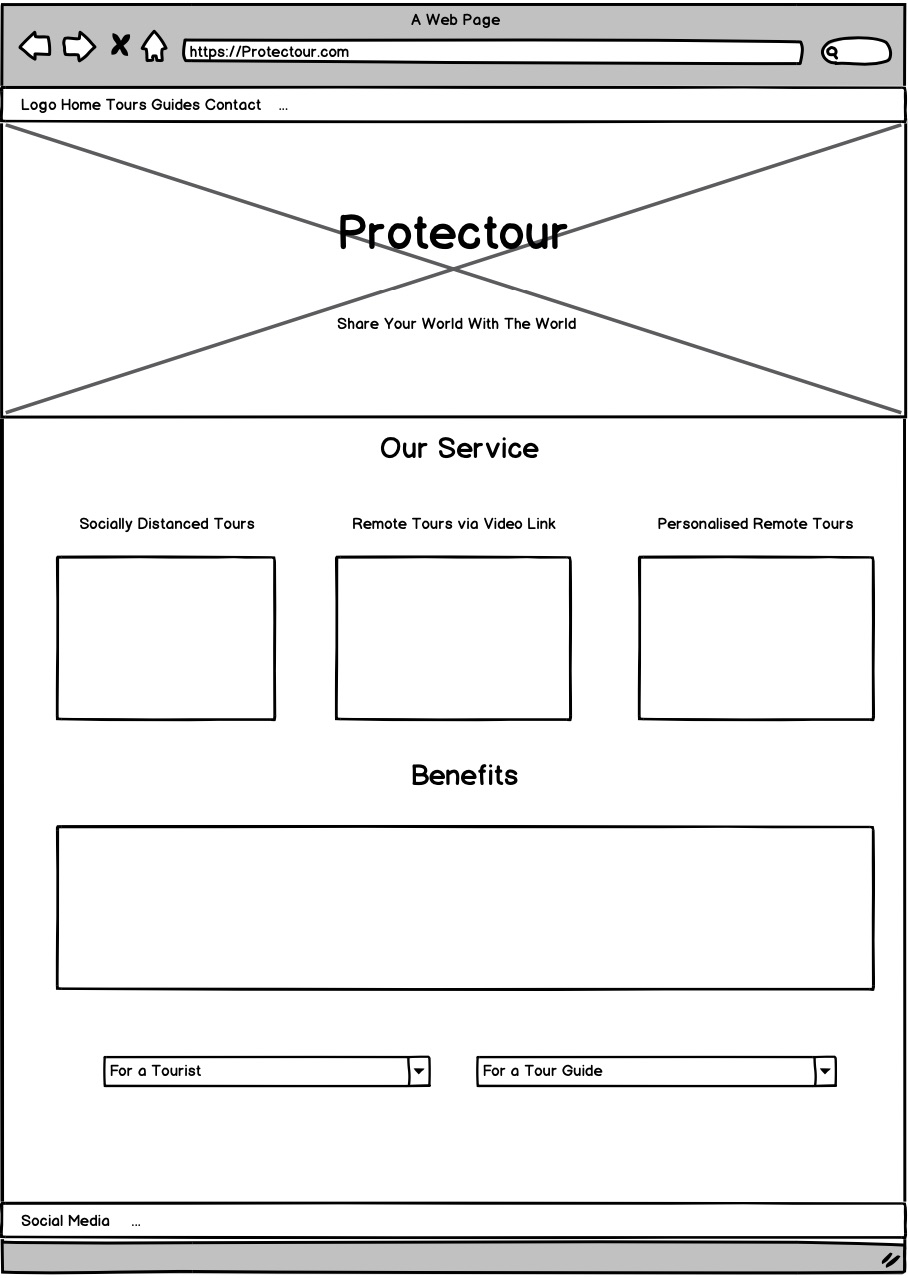 A Web Page
https://Protectour.com
Logo Home Tours Guides Contact ...
Protectour
Share Your World With The World
Our Service
Socially Distanced Tours
Remote Tours via Video Link
Personalised Remote Tours
Benefits
For a Tourist
For a Tour Guide
Social Media ...